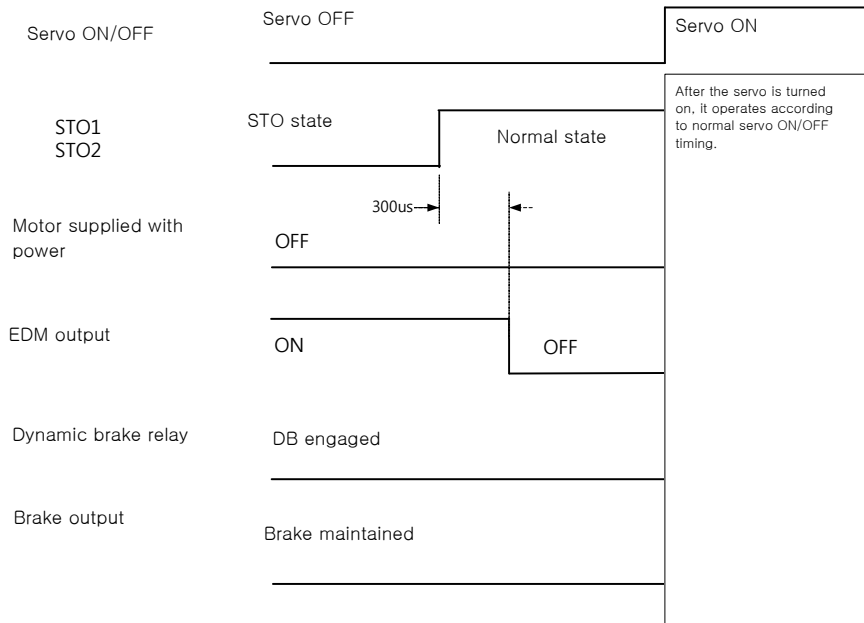 Servo ON/OFF
Servo OFF
Servo ON
STO1
STO2
STO state
Normal state
After the servo is turned
on, it operates according
to normal servo ON/OFF
timing.
300us
Motor supplied with
power
OFF
EDM output
ON
OFF
Dynamic brake relay
DB engaged
Brake output
Brake maintained